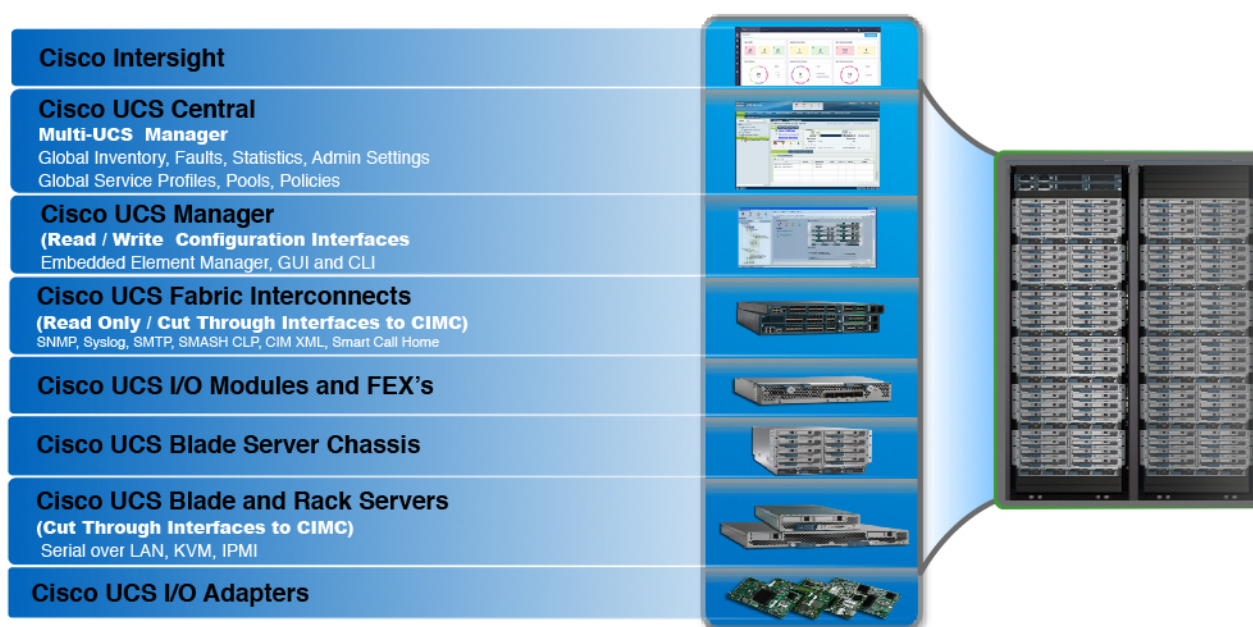 Cisco Intersight
Cisco UCS Central
Multi-UCS Manager
Global Inventory, Faults, Statistics, Admin Settings
Global Service Profiles, Pools, Policies
Cisco UCS Manager
(Read / Write Configuration Interfaces
Embedded Element Manager, GUI and CLI
Cisco UCS Fabric Interconnects
(Read Only / Cut Through Interfaces to CIMC)
SNMP, Syslog, SMTP, SMASH CLP, CIM XML, Smart Call Home
Cisco UCS I/O Modules and FEX's
Cisco UCS Blade Server Chassis
Cisco UCS Blade and Rack Servers
(Cut Through Interfaces to CIMC)
Serial over LAN, KVM, IPMI
Cisco UCS I/O Adapters